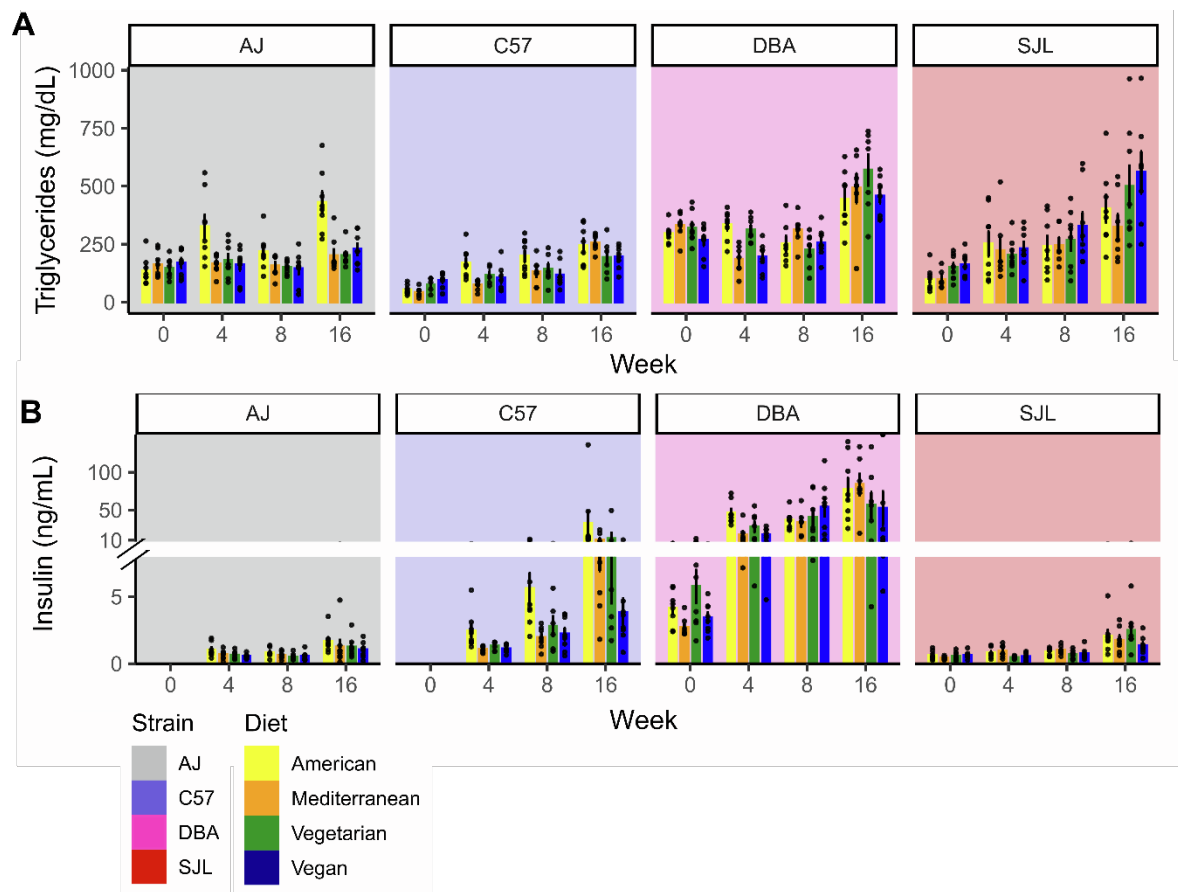 A
AJ C57 DBA SJL
Triglycerides (mg/dL)
1000
750
500
250
0
0 4 8 16 0 4 8 16 0 4 8 16 0 4 8 16
Week
B
AJ C57 DBA SJL
Insulin (ng/mL)
100
50
10
5
0
0 4 8 16 0 4 8 16 0 4 8 16 0 4 8 16
Week
Strain Diet
AJ American
C57 Mediterranean
DBA Vegetarian
SJL Vegan